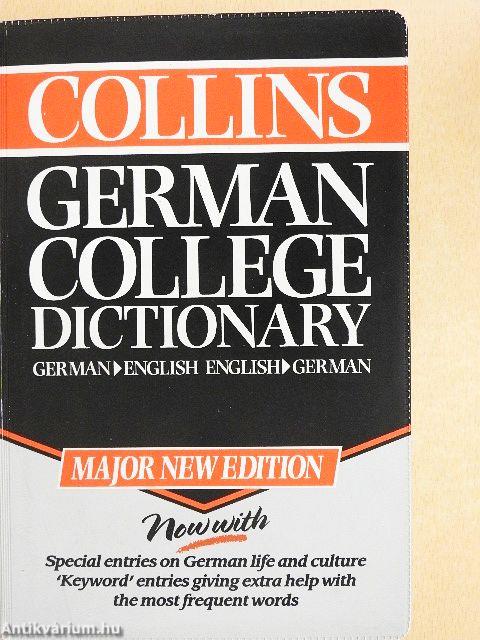 COLLINS
GERMAN
COLLEGE
DICTIONARY
GERMAN▶ENGLISH ENGLISH▶GERMAN
MAJOR NEW EDITION
Now with
Special entries on German life and culture
‘Keyword’ entries giving extra help with
the most frequent words
Antikvárium.hu